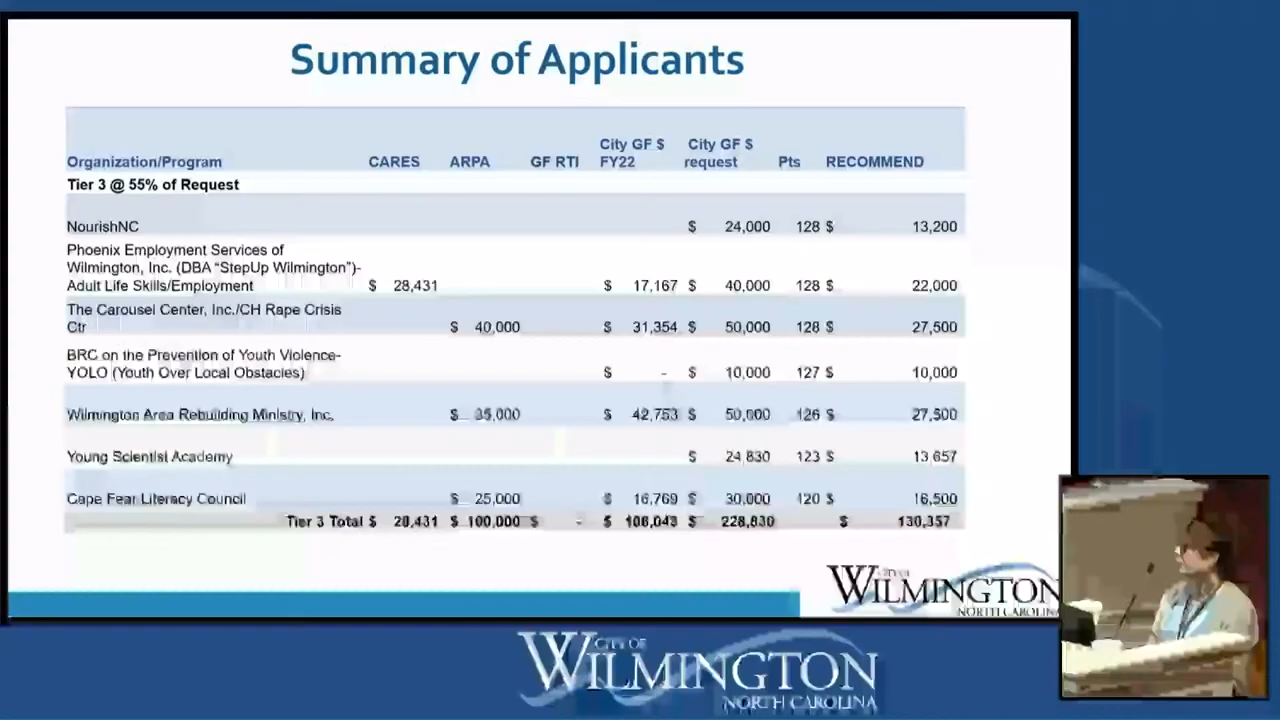 Summary of Applicants
City GF $ City GF $
Organization/Program CARES ARPA GF RTI FY22 request Pts RECOMMEND
Tier 3 @ 55% of Request
NourishNC $ 24,000 128 $ 13,200
Phoenix Employment Services of
Wilmington, Inc. (DBA “StepUp Wilmington”)-
Adult Life Skills/Employment $ 28,431 $ 17,167 $ 40,000 128 $ 22,000
The Carousel Center, Inc./CH Rape Crisis
Ctr $ 40,000 $ 31,354 $ 50,000 128 $ 27,500
BRC on the Prevention of Youth Violence-
YOLO (Youth Over Local Obstacles) $ - $ 10,000 127 $ 10,000
Wilmington Area Rebuilding Ministry, Inc. $ 35,000 $ 42,753 $ 50,000 126 $ 27,500
Young Scientist Academy $ 24,830 123 $ 13,657
Cape Fear Literacy Council $ 25,000 $ 16,769 $ 30,000 120 $ 16,500
Tier 3 Total $ 28,431 $ 100,000 $ - $ 108,043 $ 228,830 $ 130,357
CITY OF
WILMINGTON
NORTH CAROLINA
CITY OF
WILMINGTON
NORTH CAROLINA